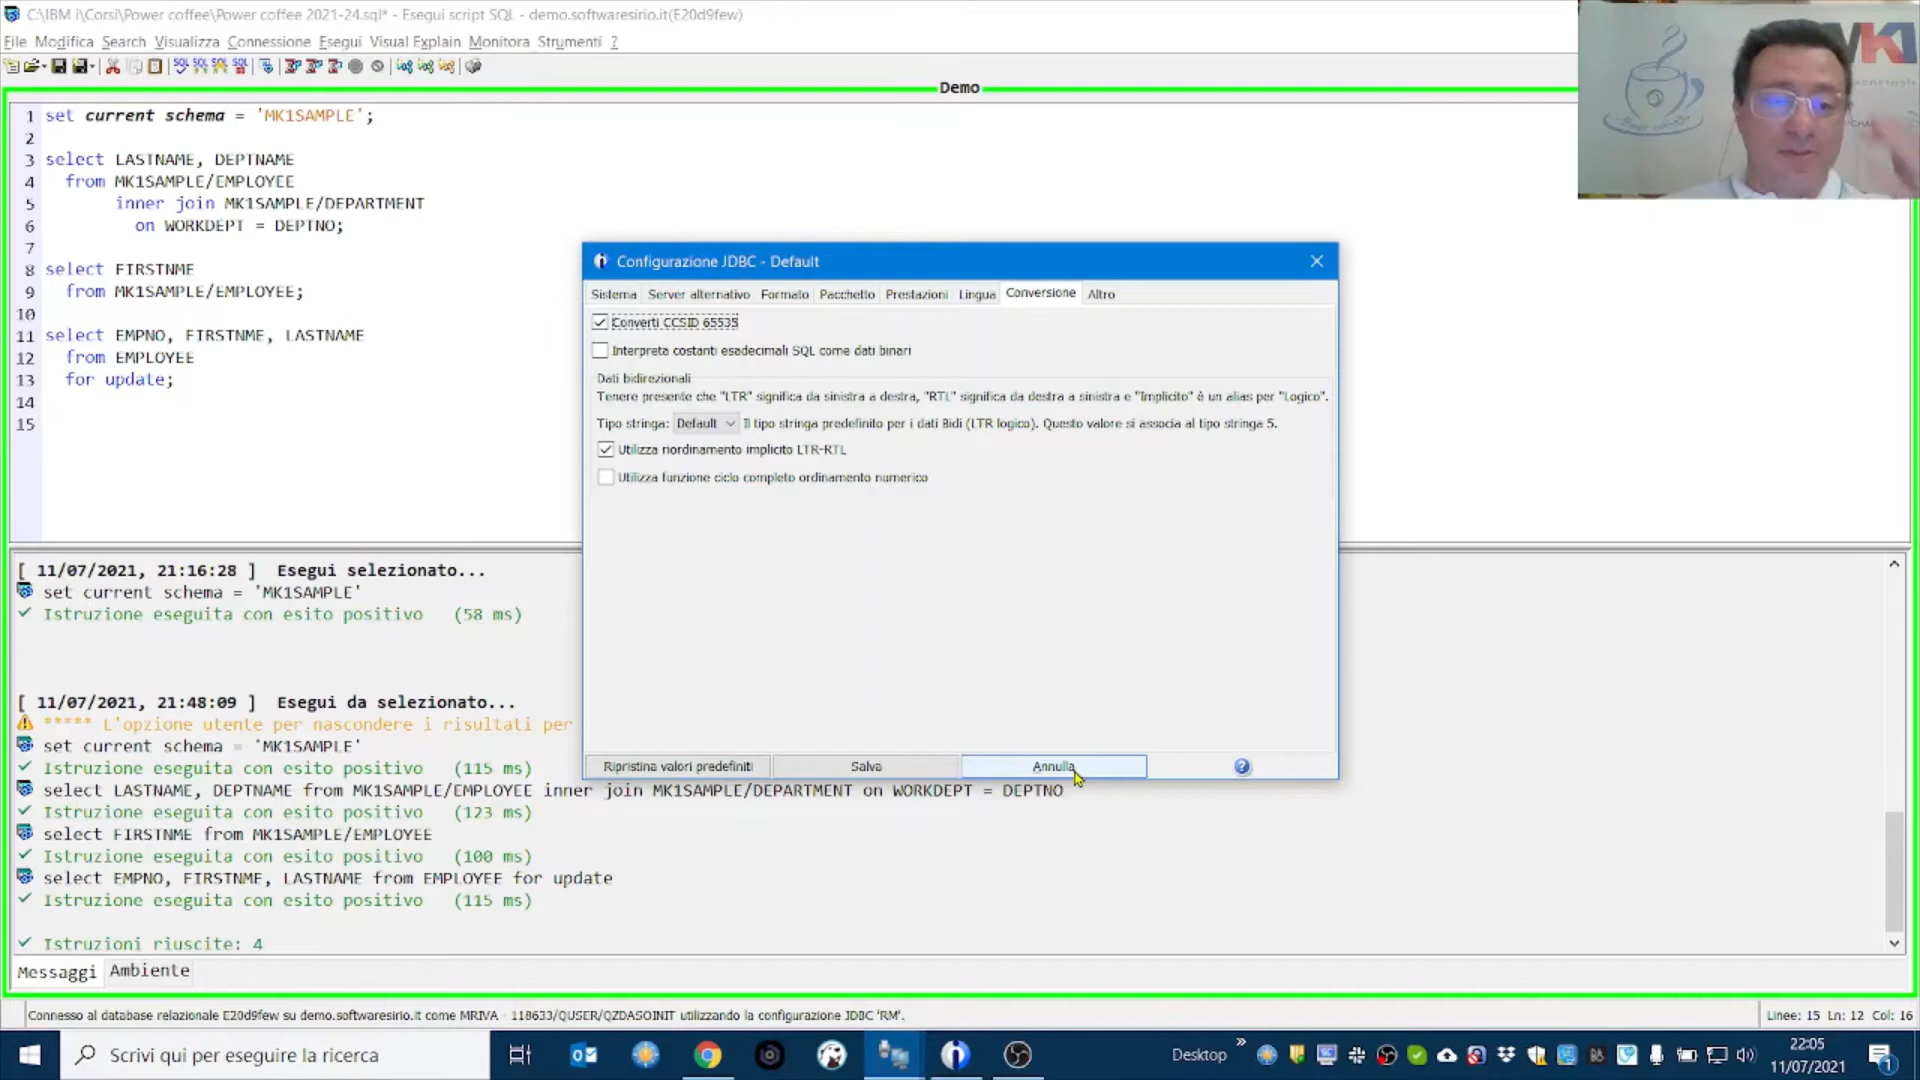 C:\IBM i\Corsi\Power coffee\Power coffee 2021-24.sql* - Esegui script SQL - demo.softwaresirio.it(E20d9few)
File Modifica Search Visualizza Connessione Esegui Visual Explain Monitora Strumenti ?
Demo
1 set current schema = 'MK1SAMPLE';
2
3 select LASTNAME, DEPTNAME
4 from MK1SAMPLE/EMPLOYEE
5 inner join MK1SAMPLE/DEPARTMENT
6 on WORKDEPT = DEPTNO;
7
8 select FIRSTNME
9 from MK1SAMPLE/EMPLOYEE;
10
11 select EMPNO, FIRSTNME, LASTNAME
12 from EMPLOYEE
13 for update;
14
15
Configurazione JDBC - Default
Sistema Server alternativo Formato Pacchetto Prestazioni Lingua Conversione Altro
Converti CCSID 65535
Interpreta costanti esadecimali SQL come dati binari
Dati bidirezionali
Tenere presente che "LTR" significa da sinistra a destra, "RTL" significa da destra a sinistra e "Implicito" è un alias per "Logico".
Tipo stringa: Default Il tipo stringa predefinito per i dati Bidi (LTR logico). Questo valore si associa al tipo stringa 5.
Utilizza riordinamento implicito LTR-RTL
Utilizza funzione ciclo completo ordinamento numerico
Ripristina valori predefiniti Salva Annulla
[ 11/07/2021, 21:16:28 ] Esegui selezionato...
set current schema = 'MK1SAMPLE'
Istruzione eseguita con esito positivo (58 ms)
[ 11/07/2021, 21:48:09 ] Esegui da selezionato...
***** L'opzione utente per nascondere i risultati per
set current schema = 'MK1SAMPLE'
Istruzione eseguita con esito positivo (115 ms)
select LASTNAME, DEPTNAME from MK1SAMPLE/EMPLOYEE inner join MK1SAMPLE/DEPARTMENT on WORKDEPT = DEPTNO
Istruzione eseguita con esito positivo (123 ms)
select FIRSTNME from MK1SAMPLE/EMPLOYEE
Istruzione eseguita con esito positivo (100 ms)
select EMPNO, FIRSTNME, LASTNAME from EMPLOYEE for update
Istruzione eseguita con esito positivo (115 ms)
Istruzioni riuscite: 4
Messaggi Ambiente
Connesso al database relazionale E20d9few su demo.softwaresirio.it come MRIVA - 118633/QUSER/QZDASOINIT utilizzando la configurazione JDBC 'RM'.
Linee: 15 Ln: 12 Col: 16
Scrivi qui per eseguire la ricerca
Desktop
22:05
11/07/2021